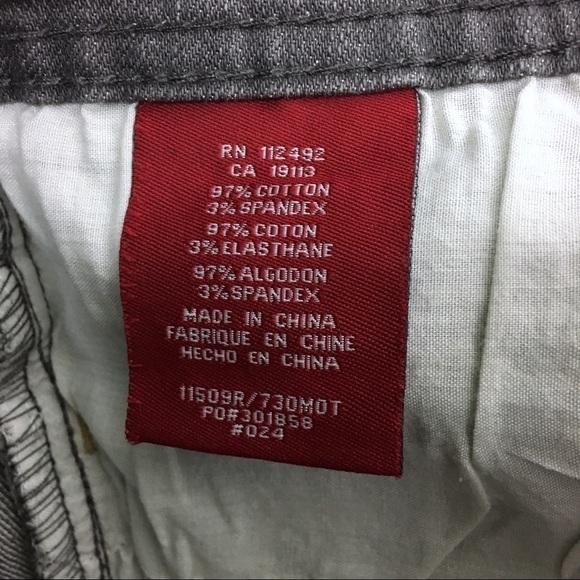 RN 112492
CA 19113
97% COTTON
3% SPANDEX
97% COTON
3% ELASTHANE
97% ALGODON
3% SPANDEX
MADE IN CHINA
FABRIQUE EN CHINE
HECHO EN CHINA
11509R/730MOT
PO#301858
#024